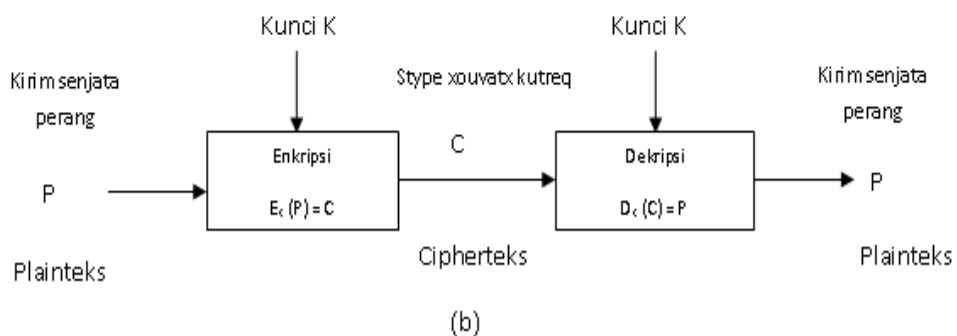 Kunci K
Kunci K
Kirim senjata
perang
Stype xouvatx kutreq
Kirim senjata
perang
P
Enkripsi
E꜀ (P) = C
C
Dekripsi
D꜀ (C) = P
P
Plainteks
Cipherteks
Plainteks
(b)